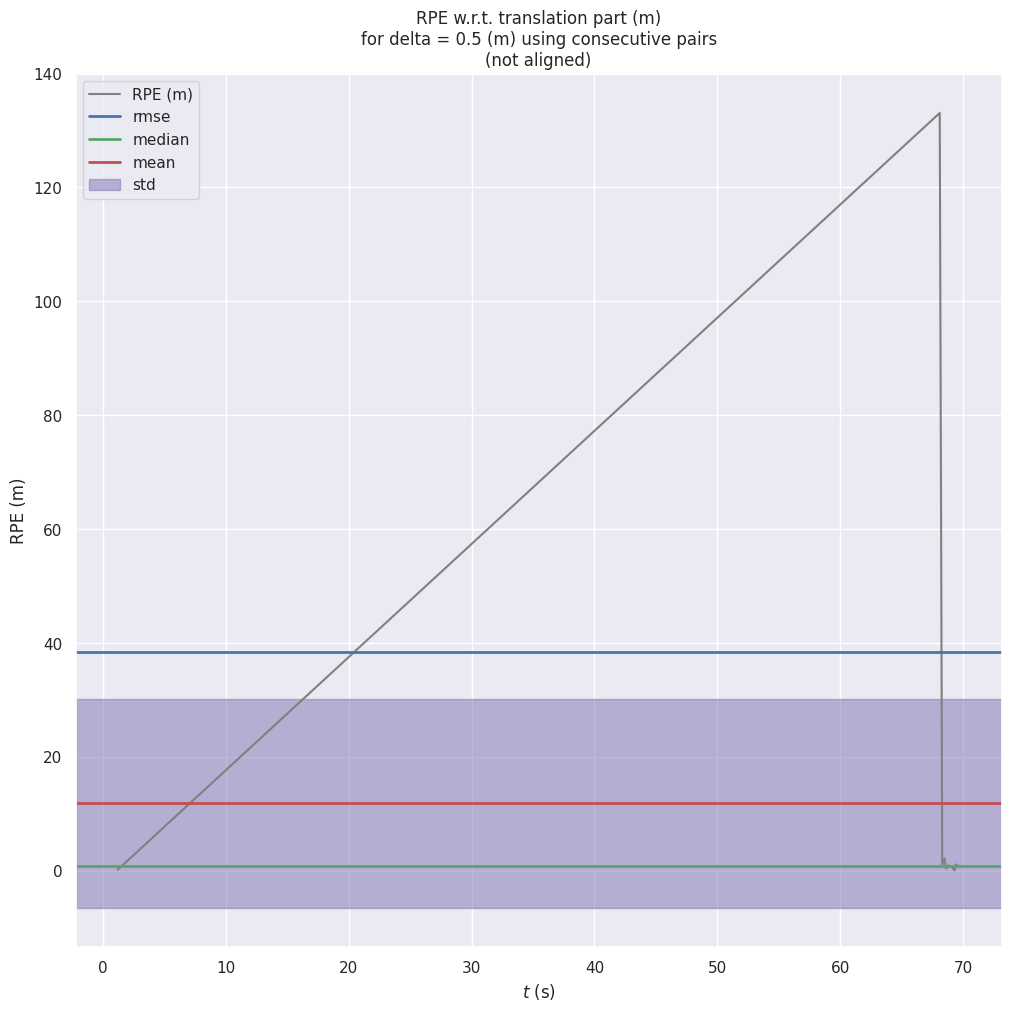 RPE w.r.t. translation part (m)
for delta = 0.5 (m) using consecutive pairs
(not aligned)
RPE (m)
rmse
median
mean
std
140
120
100
80
60
40
20
0
RPE (m)
0 10 20 30 40 50 60 70
t (s)